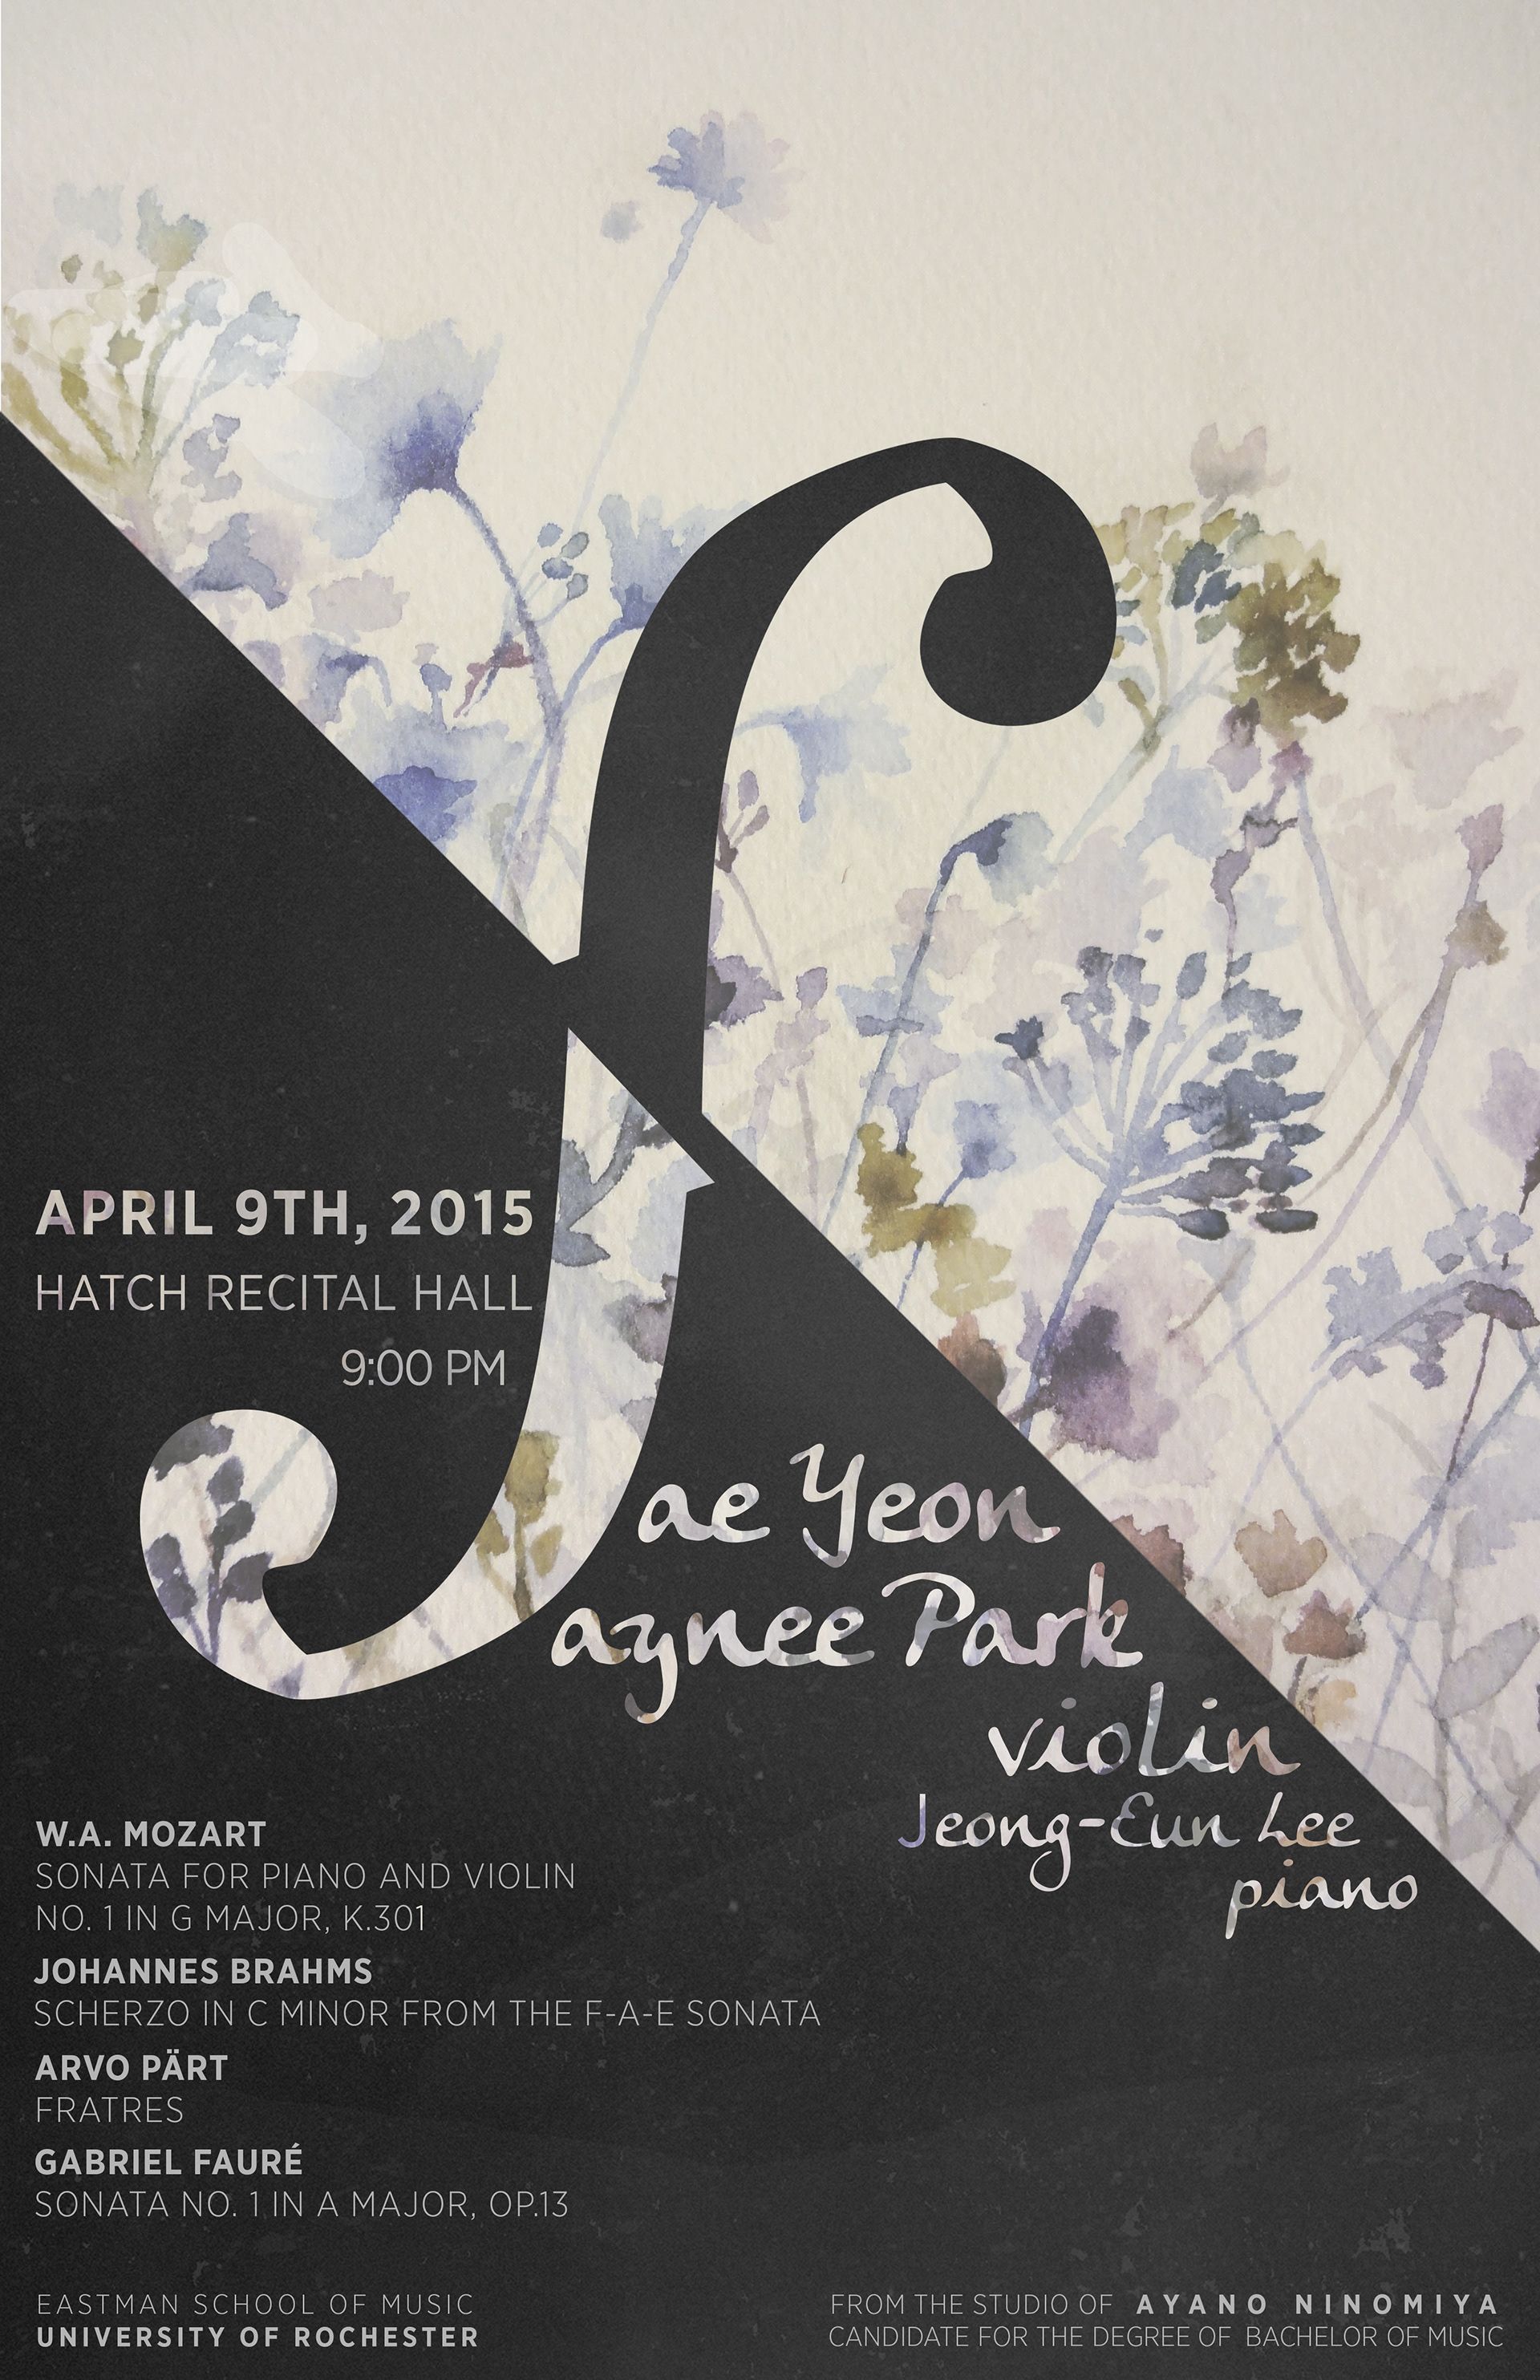 APRIL 9TH, 2015
HATCH RECITAL HALL
9:00 PM
Jae Yeon
Jaynee Park
violin
Jeong-Eun Lee
piano
W.A. MOZART
SONATA FOR PIANO AND VIOLIN
NO. 1 IN G MAJOR, K.301
JOHANNES BRAHMS
SCHERZO IN C MINOR FROM THE F-A-E SONATA
ARVO PÄRT
FRATRES
GABRIEL FAURÉ
SONATA NO. 1 IN A MAJOR, OP.13
EASTMAN SCHOOL OF MUSIC
UNIVERSITY OF ROCHESTER
FROM THE STUDIO OF AYANO NINOMIYA
CANDIDATE FOR THE DEGREE OF BACHELOR OF MUSIC